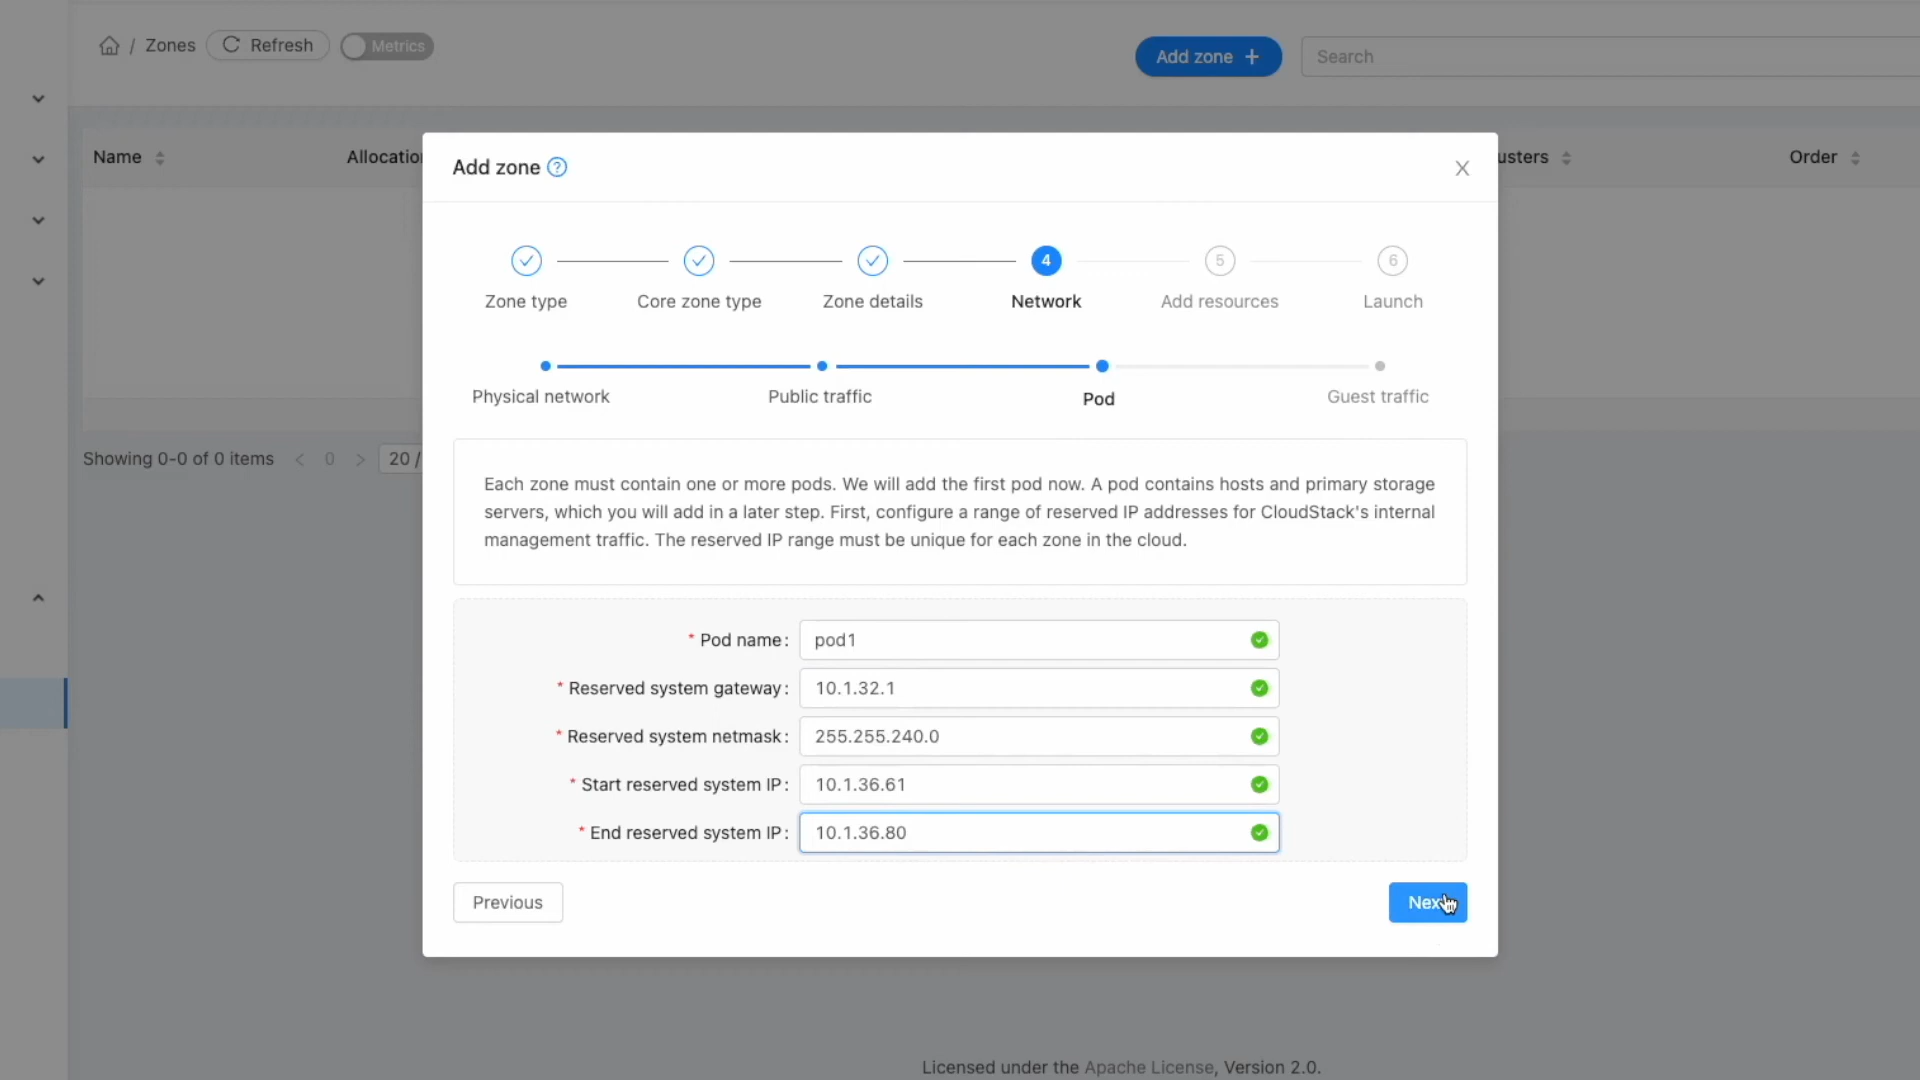 / Zones Refresh Metrics
Add zone +
Search
Name
Allocatio
usters
Order
Add zone ?
X
4
5
6
Zone type
Core zone type
Zone details
Network
Add resources
Launch
Physical network
Public traffic
Pod
Guest traffic
Showing 0-0 of 0 items < 0 > 20 /
Each zone must contain one or more pods. We will add the first pod now. A pod contains hosts and primary storage
servers, which you will add in a later step. First, configure a range of reserved IP addresses for CloudStack's internal
management traffic. The reserved IP range must be unique for each zone in the cloud.
* Pod name: pod1
* Reserved system gateway: 10.1.32.1
* Reserved system netmask: 255.255.240.0
* Start reserved system IP: 10.1.36.61
* End reserved system IP: 10.1.36.80
Previous
Nex
Licensed under the Apache License, Version 2.0.